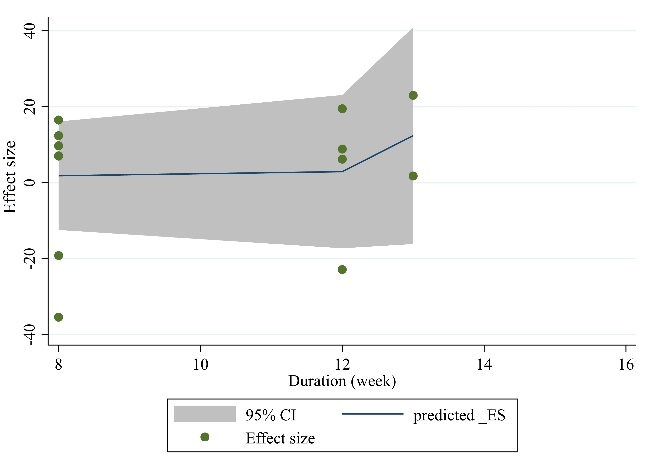 Effect size
40
20
0
-20
-40
8
10
12
14
16
Duration (week)
95% CI
predicted _ES
Effect size